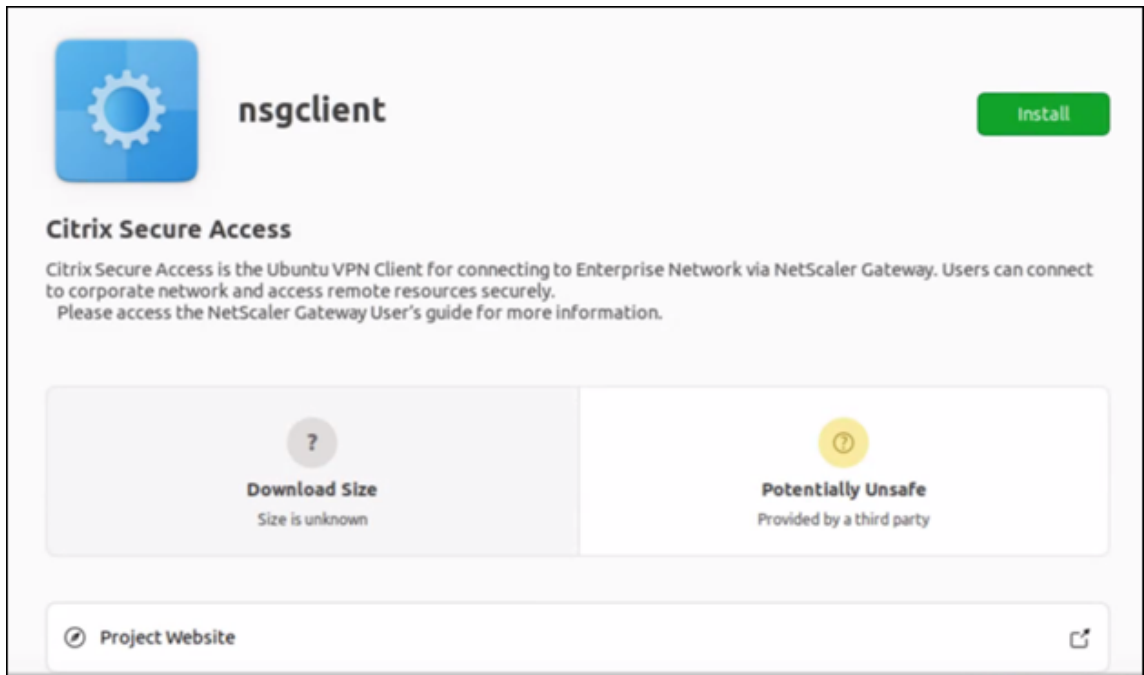 nsgclient
Install
Citrix Secure Access
Citrix Secure Access is the Ubuntu VPN Client for connecting to Enterprise Network via NetScaler Gateway. Users can connect
to corporate network and access remote resources securely.
Please access the NetScaler Gateway User's guide for more information.
?
Download Size
Size is unknown
?
Potentially Unsafe
Provided by a third party
Project Website